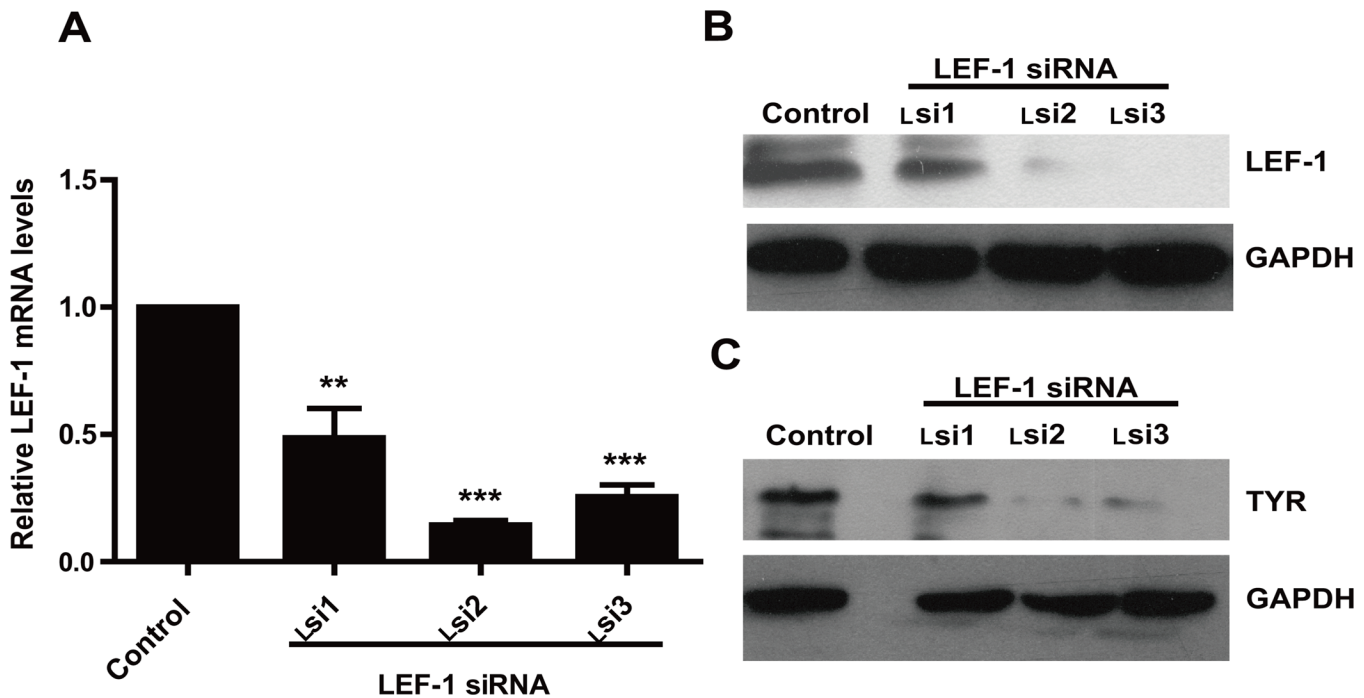 A
Relative LEF-1 mRNA levels
1.5
1.0
0.5
0.0
**
***
***
Control
Lsi1
Lsi2
Lsi3
LEF-1 siRNA
B
LEF-1 siRNA
Control Lsi1 Lsi2 Lsi3
LEF-1
GAPDH
C
LEF-1 siRNA
Control Lsi1 Lsi2 Lsi3
TYR
GAPDH